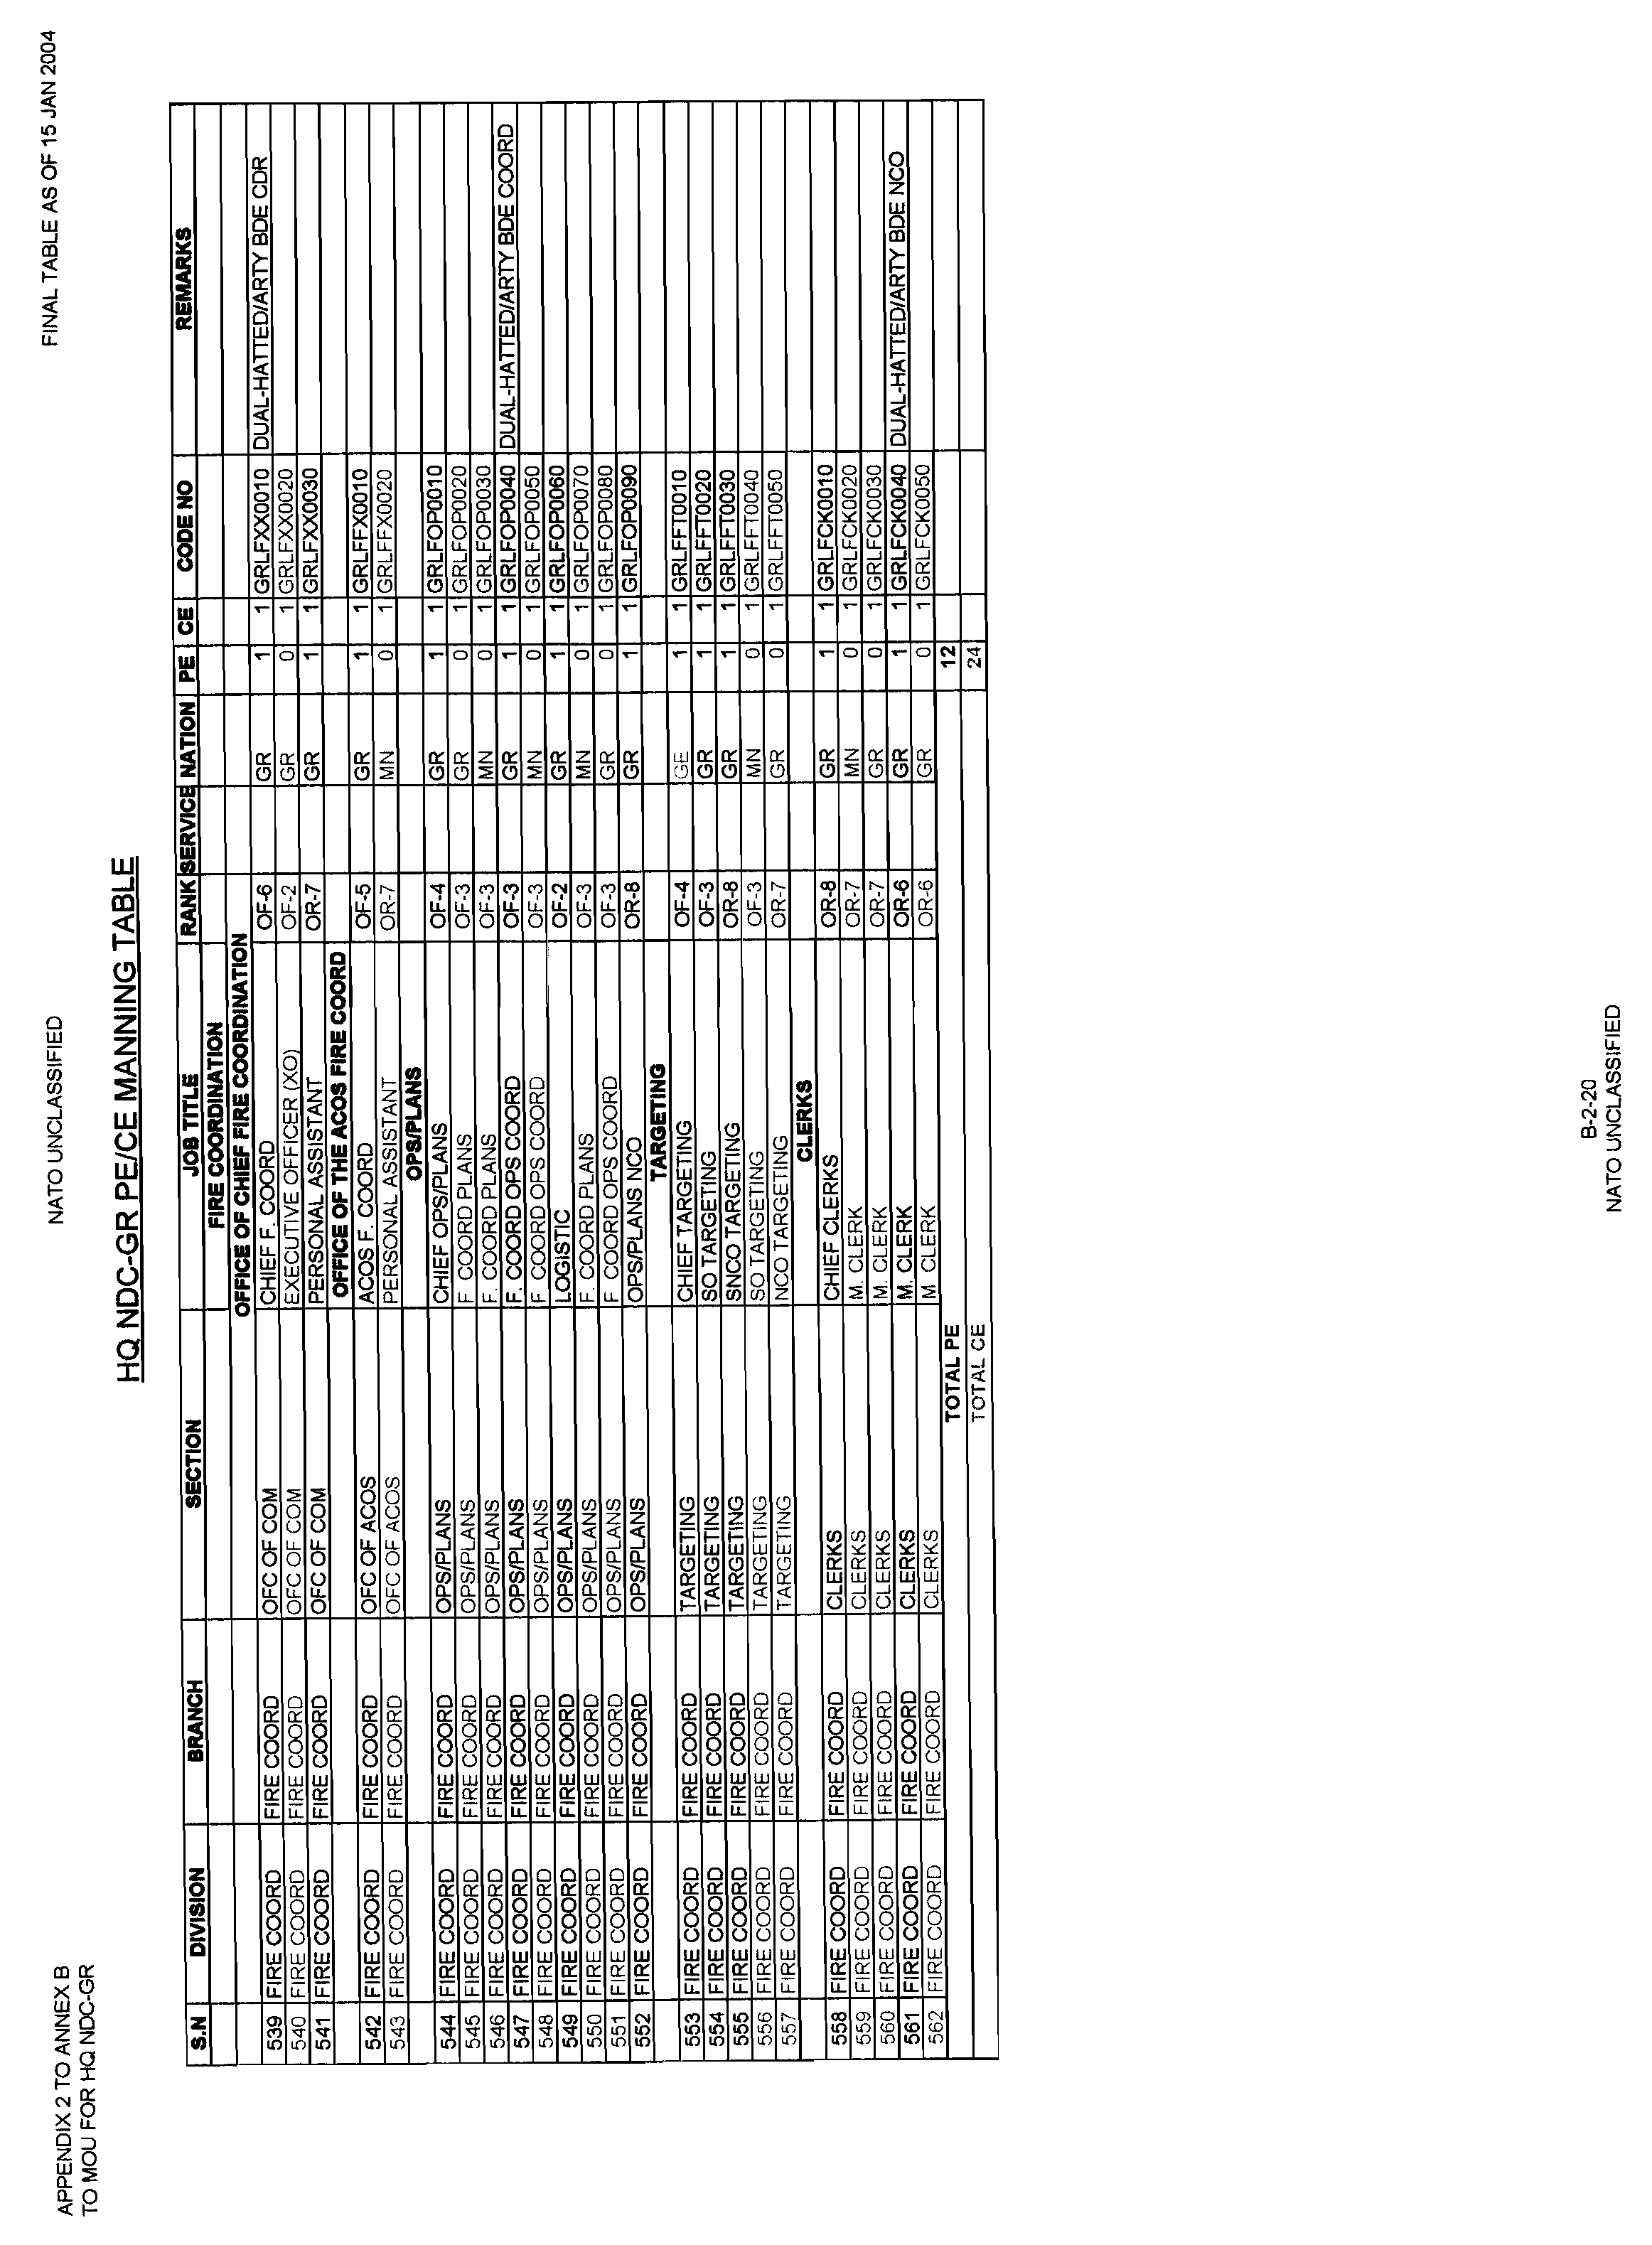 APPENDIX 2 TO ANNEX B NATO UNCLASSIFIED FINAL TABLE AS OF 15 JAN 2004
TO MOU FOR HQ NDC-GR
HQ NDC-GR PE/CE MANNING TABLE
S.N DIVISION BRANCH SECTION JOB TITLE RANK SERVICE NATION PE CE CODE NO REMARKS
FIRE COORDINATION
OFFICE OF CHIEF FIRE COORDINATION
539 FIRE COORD FIRE COORD OFC OF COM CHIEF F. COORD OF-6 GR 1 1 GRLFXX0010 DUAL-HATTED/ARTY BDE CDR
540 FIRE COORD FIRE COORD OFC OF COM EXECUTIVE OFFICER (XO) OF-2 GR 0 1 GRLFXX0020
541 FIRE COORD FIRE COORD OFC OF COM PERSONAL ASSISTANT OR-7 GR 1 1 GRLFXX0030
OFFICE OF THE ACOS FIRE COORD
542 FIRE COORD FIRE COORD OFC OF ACOS ACOS F. COORD OF-5 GR 1 1 GRLFFX0010
543 FIRE COORD FIRE COORD OFC OF ACOS PERSONAL ASSISTANT OR-7 MN 0 1 GRLFFX0020
OPS/PLANS
544 FIRE COORD FIRE COORD OPS/PLANS CHIEF OPS/PLANS OF-4 GR 1 1 GRLFOP0010
545 FIRE COORD FIRE COORD OPS/PLANS F. COORD PLANS OF-3 GR 0 1 GRLFOP0020
546 FIRE COORD FIRE COORD OPS/PLANS F. COORD PLANS OF-3 MN 0 1 GRLFOP0030
547 FIRE COORD FIRE COORD OPS/PLANS F. COORD OPS COORD OF-3 GR 1 1 GRLFOP0040 DUAL-HATTED/ARTY BDE COORD
548 FIRE COORD FIRE COORD OPS/PLANS F COORD OPS COORD OF-3 MN 0 1 GRLFOP0050
549 FIRE COORD FIRE COORD OPS/PLANS LOGISTIC OF-2 GR 1 1 GRLFOP0060
550 FIRE COORD FIRE COORD OPS/PLANS F. COORD PLANS OF-3 MN 0 1 GRLFOP0070
551 FIRE COORD FIRE COORD OPS/PLANS F COORD OPS COORD OF-3 GR 0 1 GRLFOP0080
552 FIRE COORD FIRE COORD OPS/PLANS OPS/PLANS NCO OR-8 GR 1 1 GRLFOP0090
TARGETING
553 FIRE COORD FIRE COORD TARGETING CHIEF TARGETING OF-4 GE 1 1 GRLFFT0010
554 FIRE COORD FIRE COORD TARGETING SO TARGETING OF-3 GR 1 1 GRLFFT0020
555 FIRE COORD FIRE COORD TARGETING SNCO TARGETING OR-8 GR 1 1 GRLFFT0030
556 FIRE COORD FIRE COORD TARGETING SO TARGETING OF-3 MN 0 1 GRLFFT0040
557 FIRE COORD FIRE COORD TARGETING NCO TARGETING OR-7 GR 0 1 GRLFFT0050
CLERKS
558 FIRE COORD FIRE COORD CLERKS CHIEF CLERKS OR-8 GR 1 1 GRLFCK0010
559 FIRE COORD FIRE COORD CLERKS M. CLERK OR-7 MN 0 1 GRLFCK0020
560 FIRE COORD FIRE COORD CLERKS M. CLERK OR-7 GR 0 1 GRLFCK0030
561 FIRE COORD FIRE COORD CLERKS M. CLERK OR-6 GR 1 1 GRLFCK0040 DUAL-HATTED/ARTY BDE NCO
562 FIRE COORD FIRE COORD CLERKS M CLERK OR-6 GR 0 1 GRLFCK0050
TOTAL PE 12
TOTAL CE 24
B-2-20
NATO UNCLASSIFIED